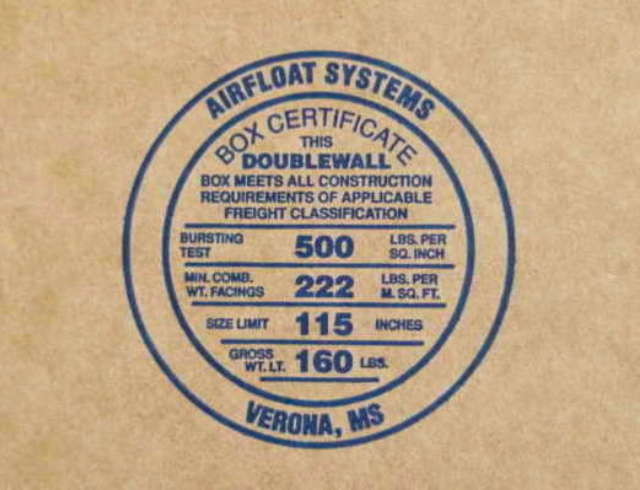 AIRFLOAT SYSTEMS
BOX CERTIFICATE
THIS
DOUBLEWALL
BOX MEETS ALL CONSTRUCTION
REQUIREMENTS OF APPLICABLE
FREIGHT CLASSIFICATION
BURSTING TEST 500 LBS. PER SQ. INCH
MIN. COMB. WT. FACINGS 222 LBS. PER M. SQ. FT.
SIZE LIMIT 115 INCHES
GROSS WT. LT. 160 LBS.
VERONA, MS